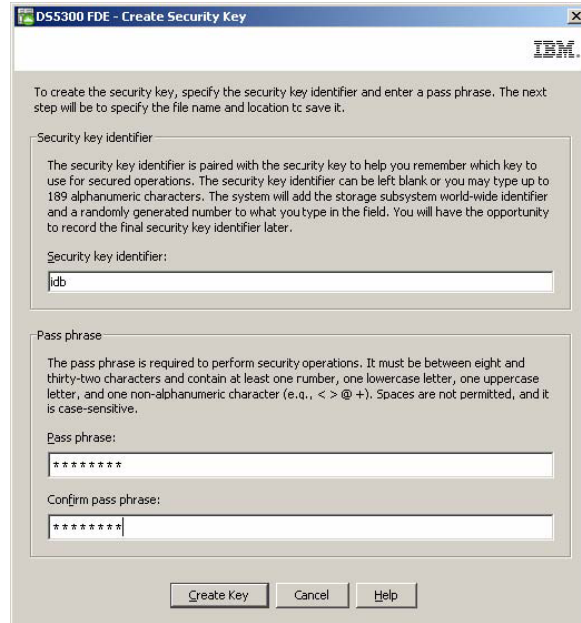 DS5300 FDE - Create Security Key
IBM.
To create the security key, specify the security key identifier and enter a pass phrase. The next
step will be to specify the file name and location tc save it.
Security key identifier
The security key identifier is paired with the security key to help you remember which key to
use for secured operations. The security key identifier can be left blank or you may type up to
189 alphanumeric characters. The system will add the storage subsystem world-wide identifier
and a randomly generated number to what you type in the field. You will have the opportunity
to record the final security key identifier later.
Security key identifier:
idb
Pass phrase
The pass phrase is required to perform security operations. It must be between eight and
thirty-two characters and contain at least one number, one lowercase letter, one uppercase
letter, and one non-alphanumeric character (e.g., < > @ +). Spaces are not permitted, and it
is case-sensitive.
Pass phrase:
********
Confirm pass phrase:
********
Create Key Cancel Help